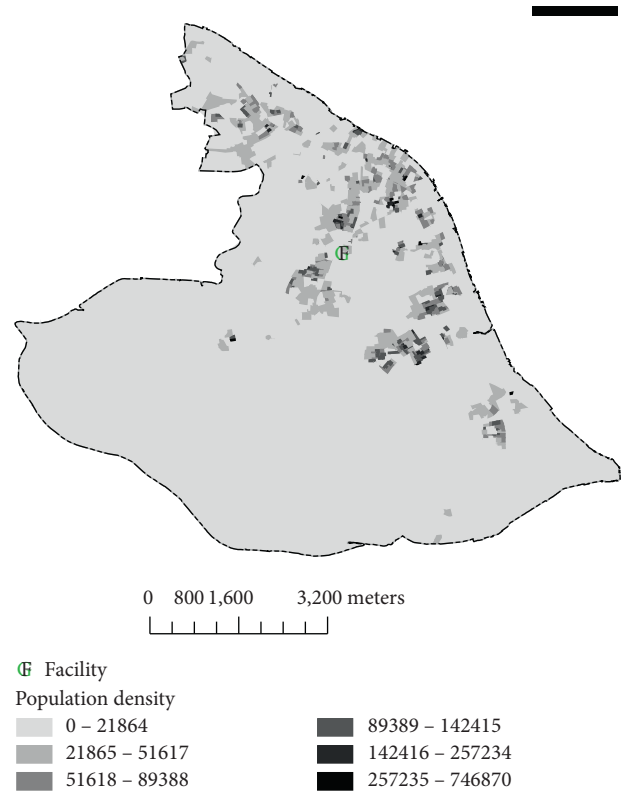 F
0 800 1,600 3,200 meters
F Facility
Population density
0 – 21864
21865 – 51617
51618 – 89388
89389 – 142415
142416 – 257234
257235 – 746870